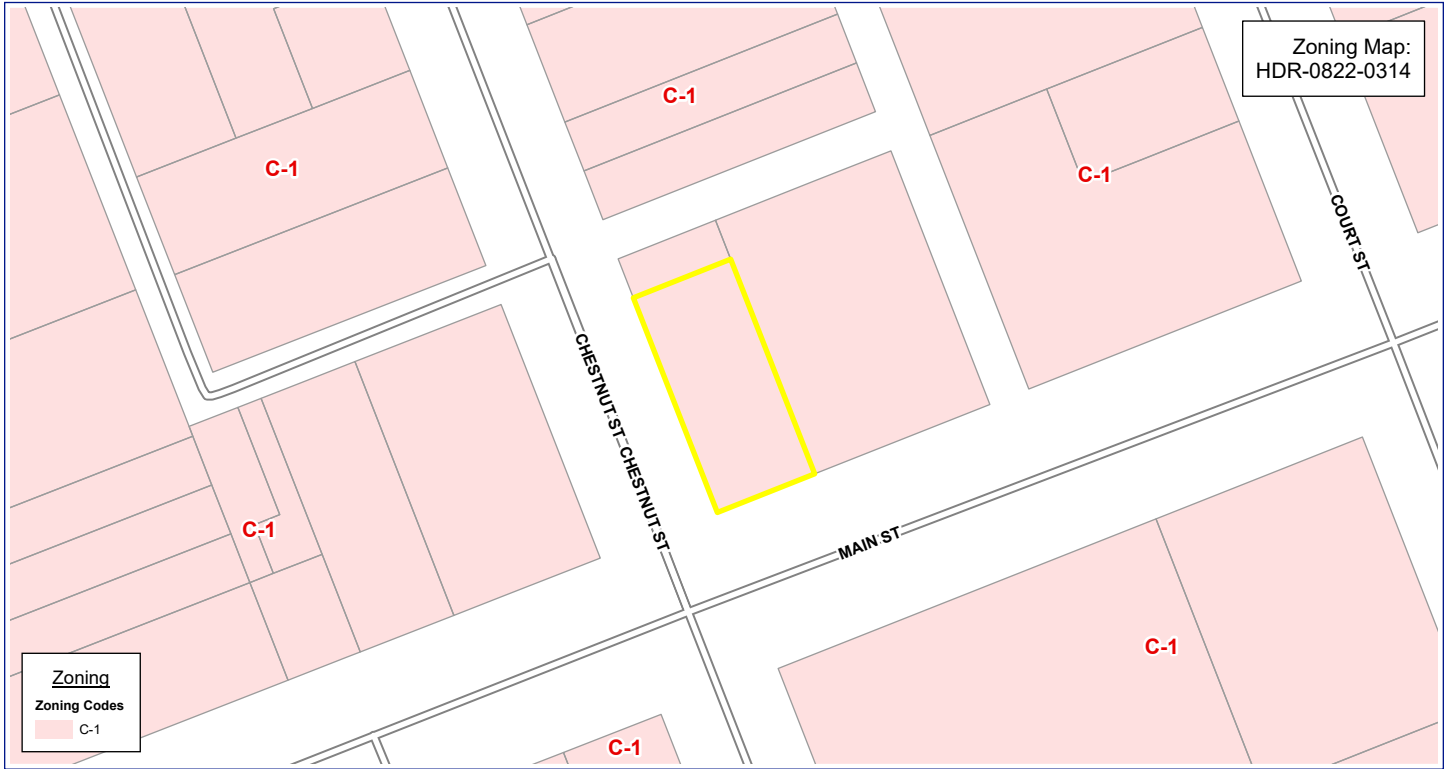 Zoning Map:
HDR-0822-0314
C-1
C-1
C-1
COURT ST
CHESTNUT ST
CHESTNUT ST
MAIN ST
C-1
C-1
C-1
Zoning
Zoning Codes
C-1